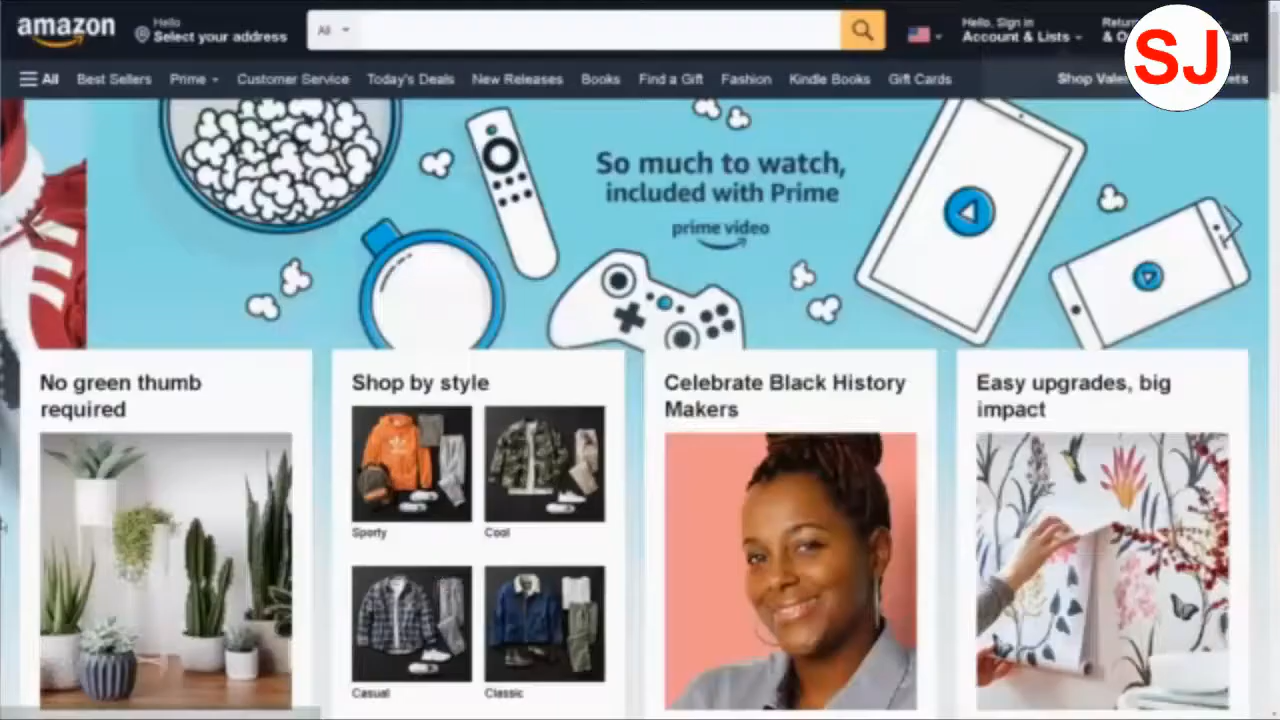 amazon
Hello
Select your address
All
Hello, Sign in
Account & Lists
SJ
All
Best Sellers
Prime
Customer Service
Today's Deals
New Releases
Books
Find a Gift
Fashion
Kindle Books
Gift Cards
Shop
So much to watch,
included with Prime
prime video
No green thumb
required
Shop by style
Sporty
Cool
Casual
Classic
Celebrate Black History
Makers
Easy upgrades, big
impact